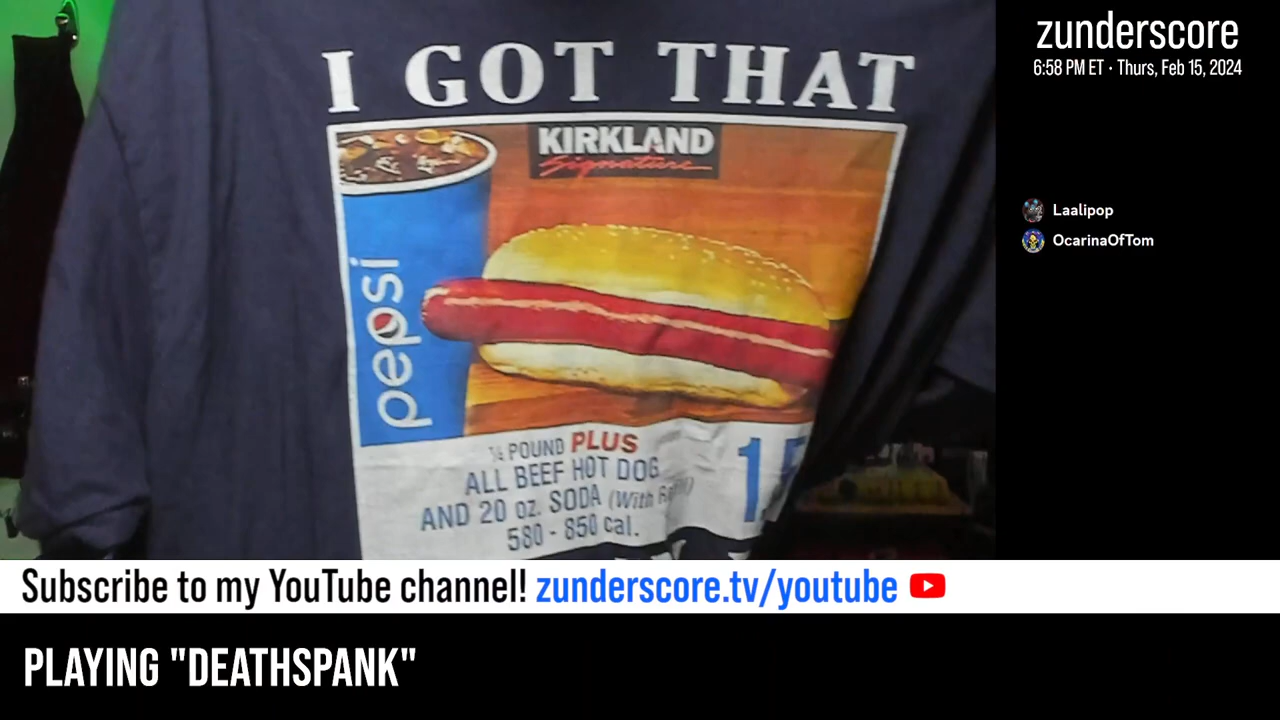 zunderscore
6:58 PM ET · Thurs, Feb 15, 2024
I GOT THAT
KIRKLAND
Signature
pepsi
Laalipop
OcarinaOfTom
¼ POUND PLUS
ALL BEEF HOT DOG
AND 20 oz. SODA (With
580 - 850 cal.
Subscribe to my YouTube channel! zunderscore.tv/youtube
PLAYING "DEATHSPANK"